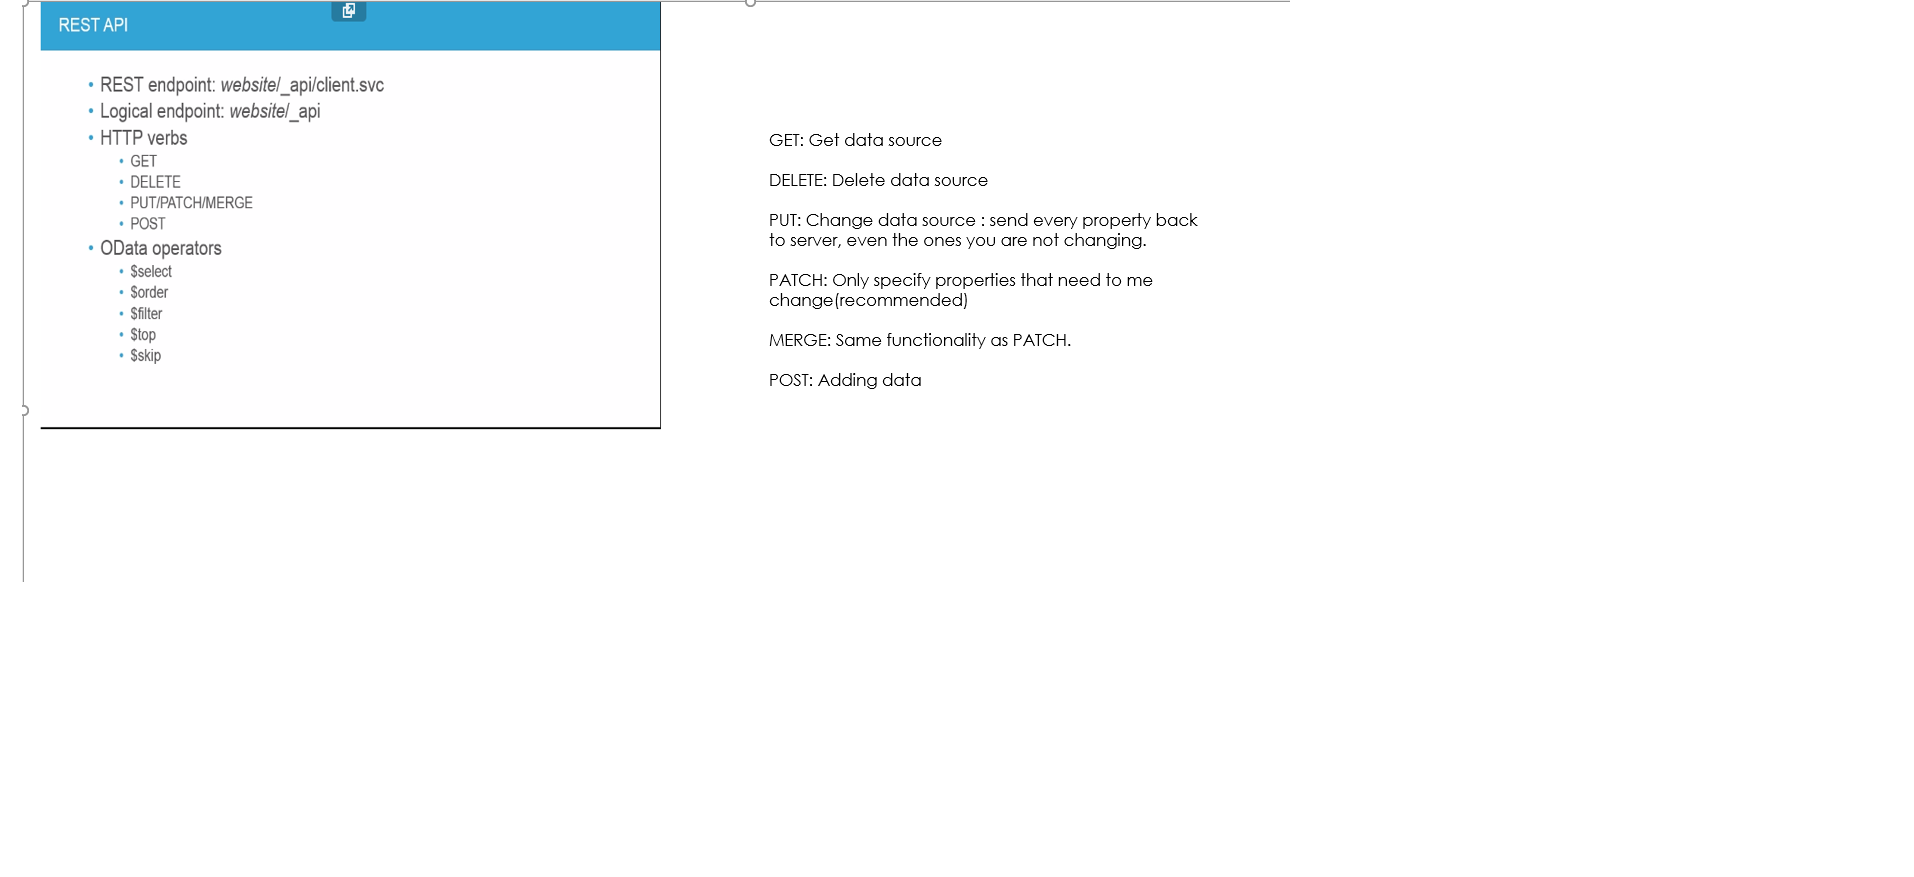 REST API
• REST endpoint: website/_api/client.svc
• Logical endpoint: website/_api
• HTTP verbs
• GET
• DELETE
• PUT/PATCH/MERGE
• POST
• OData operators
• $select
• $order
• $filter
• $top
• $skip
GET: Get data source
DELETE: Delete data source
PUT: Change data source : send every property back
to server, even the ones you are not changing.
PATCH: Only specify properties that need to me
change(recommended)
MERGE: Same functionality as PATCH.
POST: Adding data